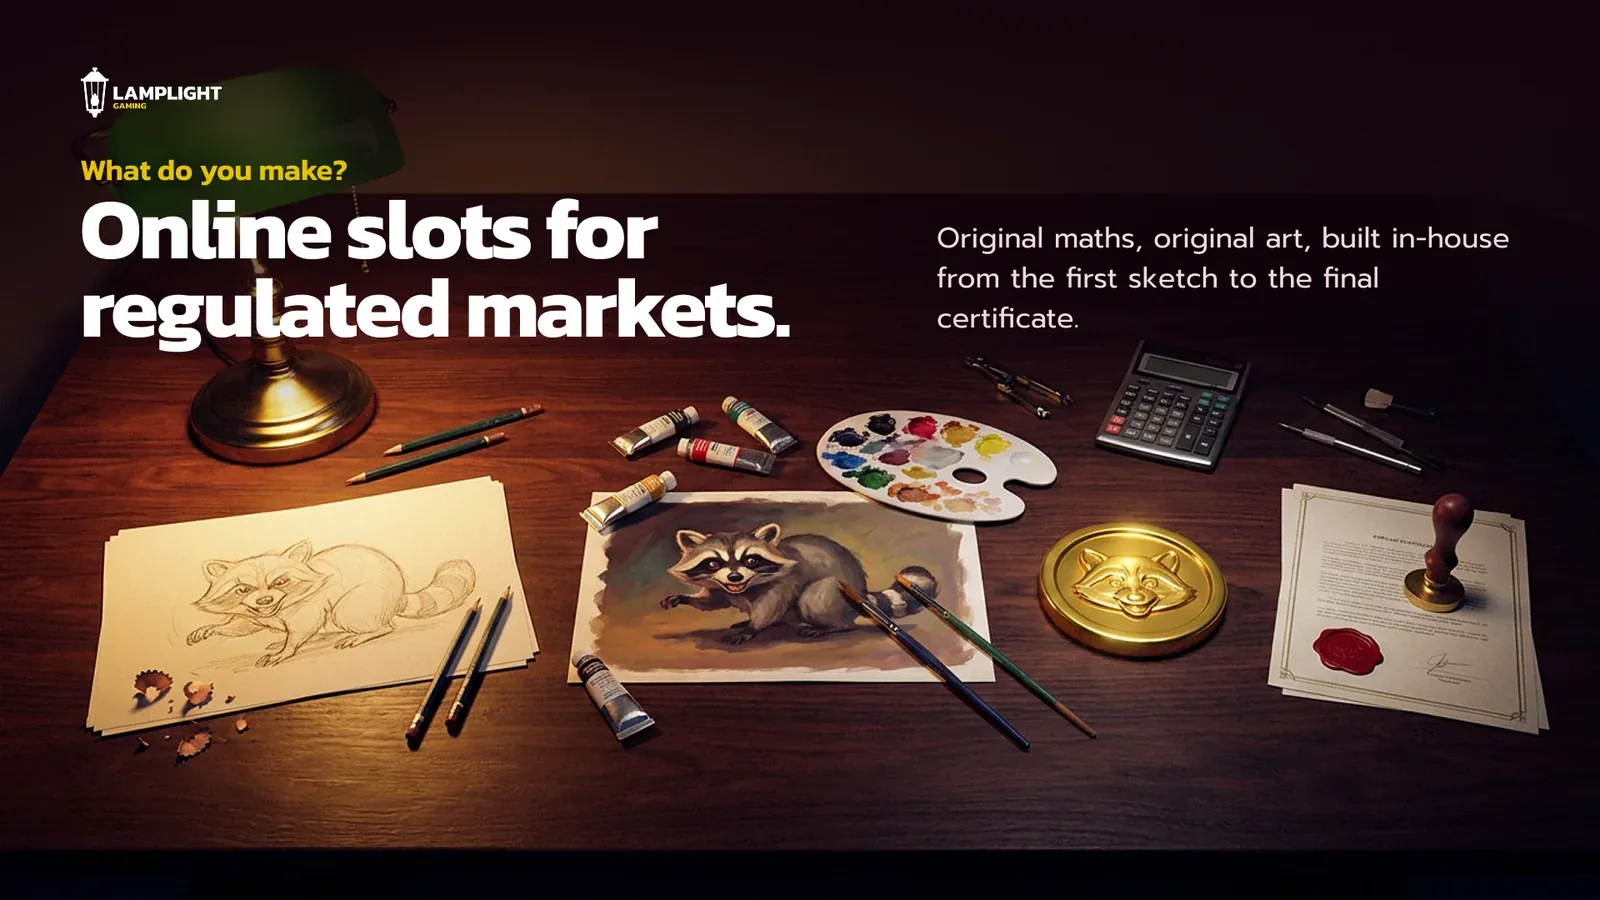 LAMPLIGHT
GAMING
What do you make?
Online slots for
regulated markets.
Original maths, original art, built in-house
from the first sketch to the final
certificate.